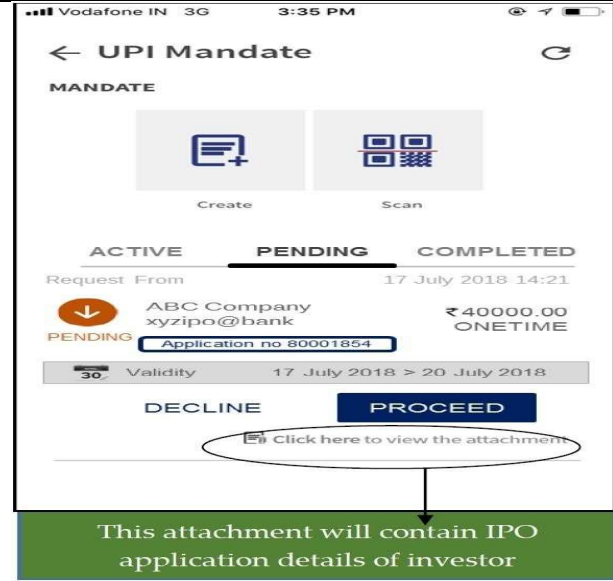 Vodafone IN 3G 3:35 PM
← UPI Mandate
MANDATE
Create Scan
ACTIVE PENDING COMPLETED
Request From 17 July 2018 14:21
ABC Company ₹40000.00
xyzipo@bank ONETIME
PENDING
Application no 80001854
30 Validity 17 July 2018 > 20 July 2018
DECLINE PROCEED
Click here to view the attachment
This attachment will contain IPO
application details of investor